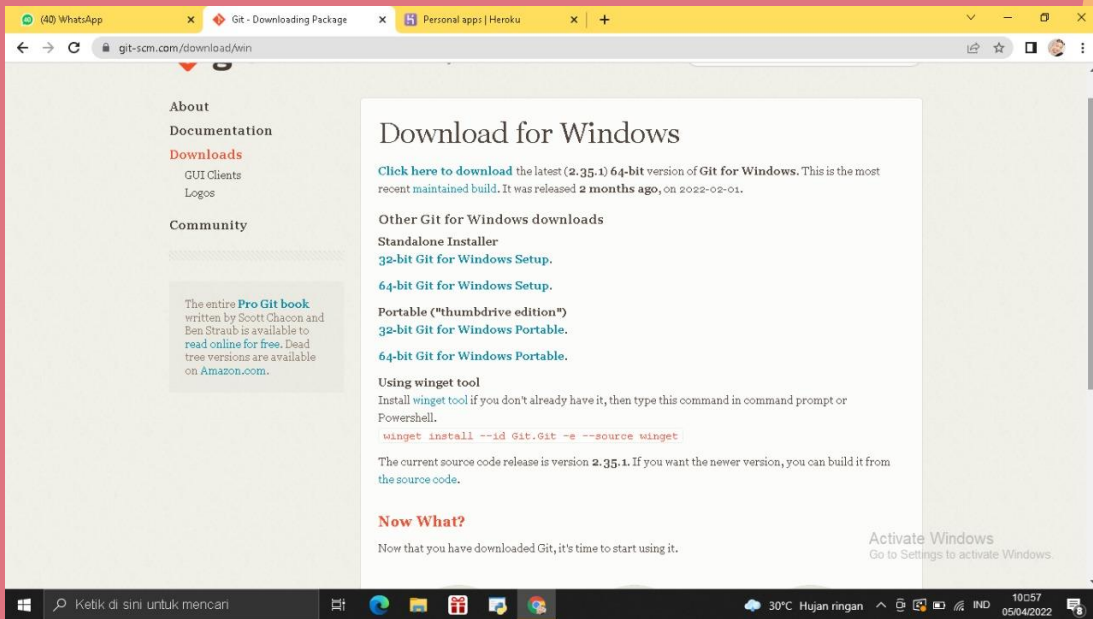 (40) WhatsApp
Git - Downloading Package
Personal apps | Heroku
git-scm.com/download/win
About
Documentation
Downloads
GUI Clients
Logos
Community
The entire Pro Git book
written by Scott Chacon and
Ben Straub is available to
read online for free. Dead
tree versions are available
on Amazon.com.
Download for Windows
Click here to download the latest (2.35.1) 64-bit version of Git for Windows. This is the most
recent maintained build. It was released 2 months ago, on 2022-02-01.
Other Git for Windows downloads
Standalone Installer
32-bit Git for Windows Setup.
64-bit Git for Windows Setup.
Portable ("thumbdrive edition")
32-bit Git for Windows Portable.
64-bit Git for Windows Portable.
Using winget tool
Install winget tool if you don't already have it, then type this command in command prompt or
Powershell.
winget install --id Git.Git -e --source winget
The current source code release is version 2.35.1. If you want the newer version, you can build it from
the source code.
Now What?
Now that you have downloaded Git, it's time to start using it.
Activate Windows
Go to Settings to activate Windows.
Ketik di sini untuk mencari
30°C Hujan ringan
IND
10□57
05/04/2022
8